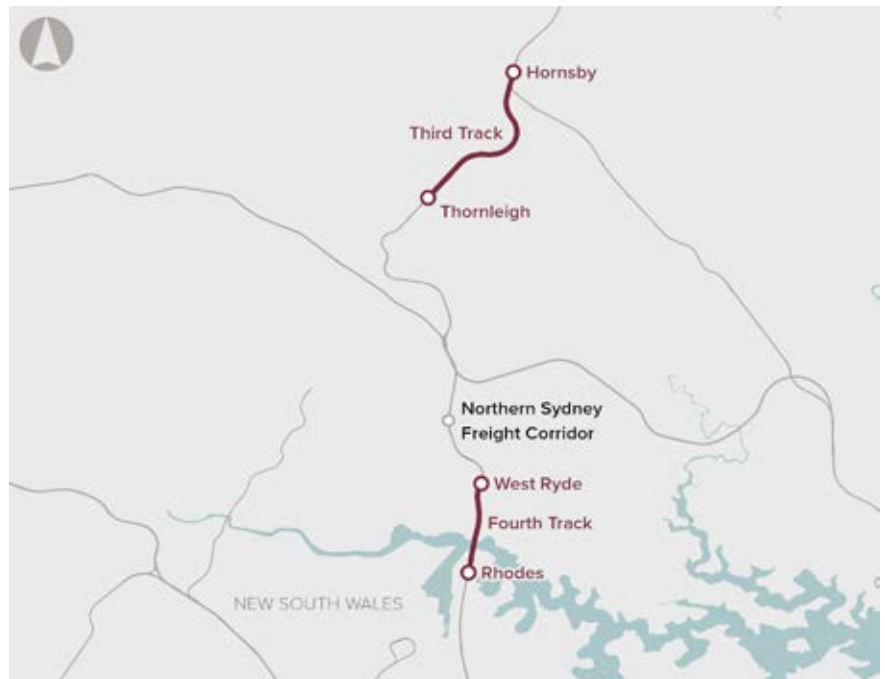 Hornsby
Third Track
Thornleigh
Northern Sydney
Freight Corridor
West Ryde
Fourth Track
Rhodes
NEW SOUTH WALES